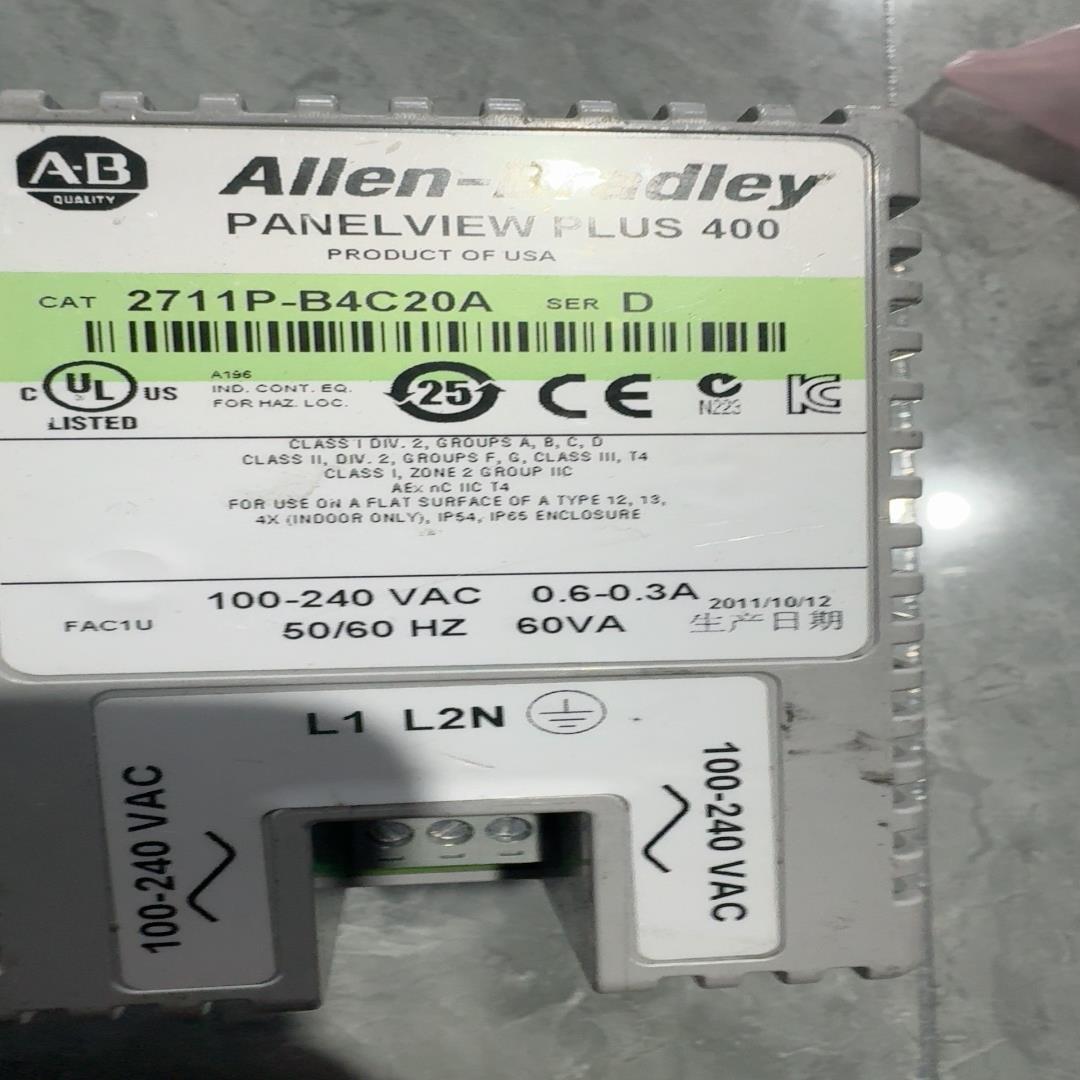 A-B
QUALITY
Allen-Bradley
PANELVIEW PLUS 400
PRODUCT OF USA
CAT 2711P-B4C20A SER D
C UL US
LISTED
A196
IND. CONT. EQ.
FOR HAZ. LOC.
25
CE
N223
KC
CLASS I DIV. 2, GROUPS A, B, C, D
CLASS II, DIV. 2, GROUPS F, G, CLASS III, T4
CLASS I, ZONE 2 GROUP IIC
AEx nC IIC T4
FOR USE ON A FLAT SURFACE OF A TYPE 12, 13,
4X (INDOOR ONLY), IP54, IP65 ENCLOSURE
100-240 VAC 0.6-0.3A 2011/10/12
FAC1U 50/60 HZ 60VA 生产日期
L1 L2N
100-240 VAC
100-240 VAC